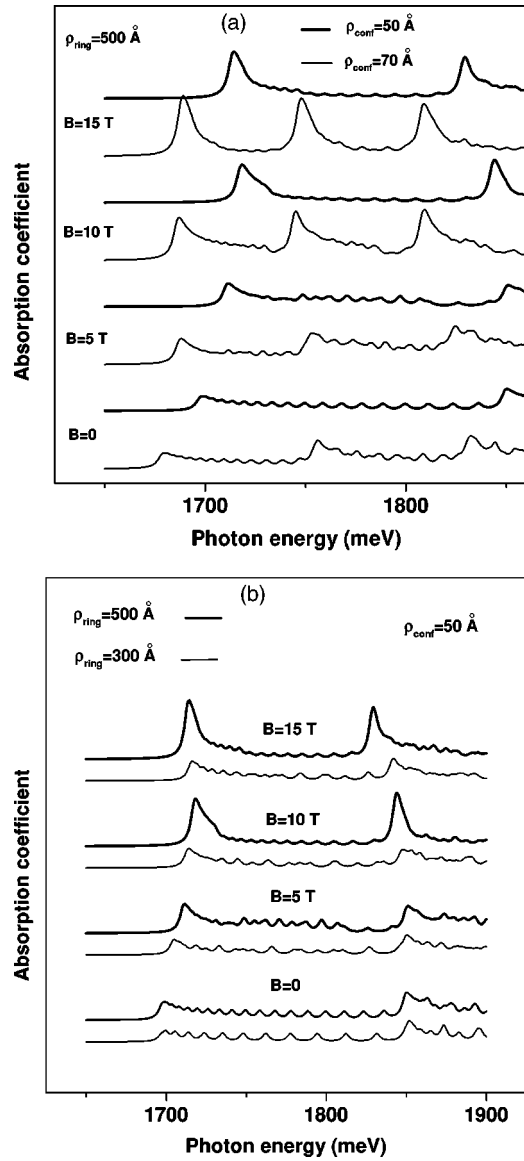 (a)
ρring=500 Å
ρconf=50 Å
ρconf=70 Å
B=15 T
B=10 T
B=5 T
B=0
Absorption coefficient
1700
1800
Photon energy (meV)
(b)
ρring=500 Å
ρring=300 Å
ρconf=50 Å
B=15 T
B=10 T
B=5 T
B=0
Absorption coefficient
1700
1800
1900
Photon energy (meV)